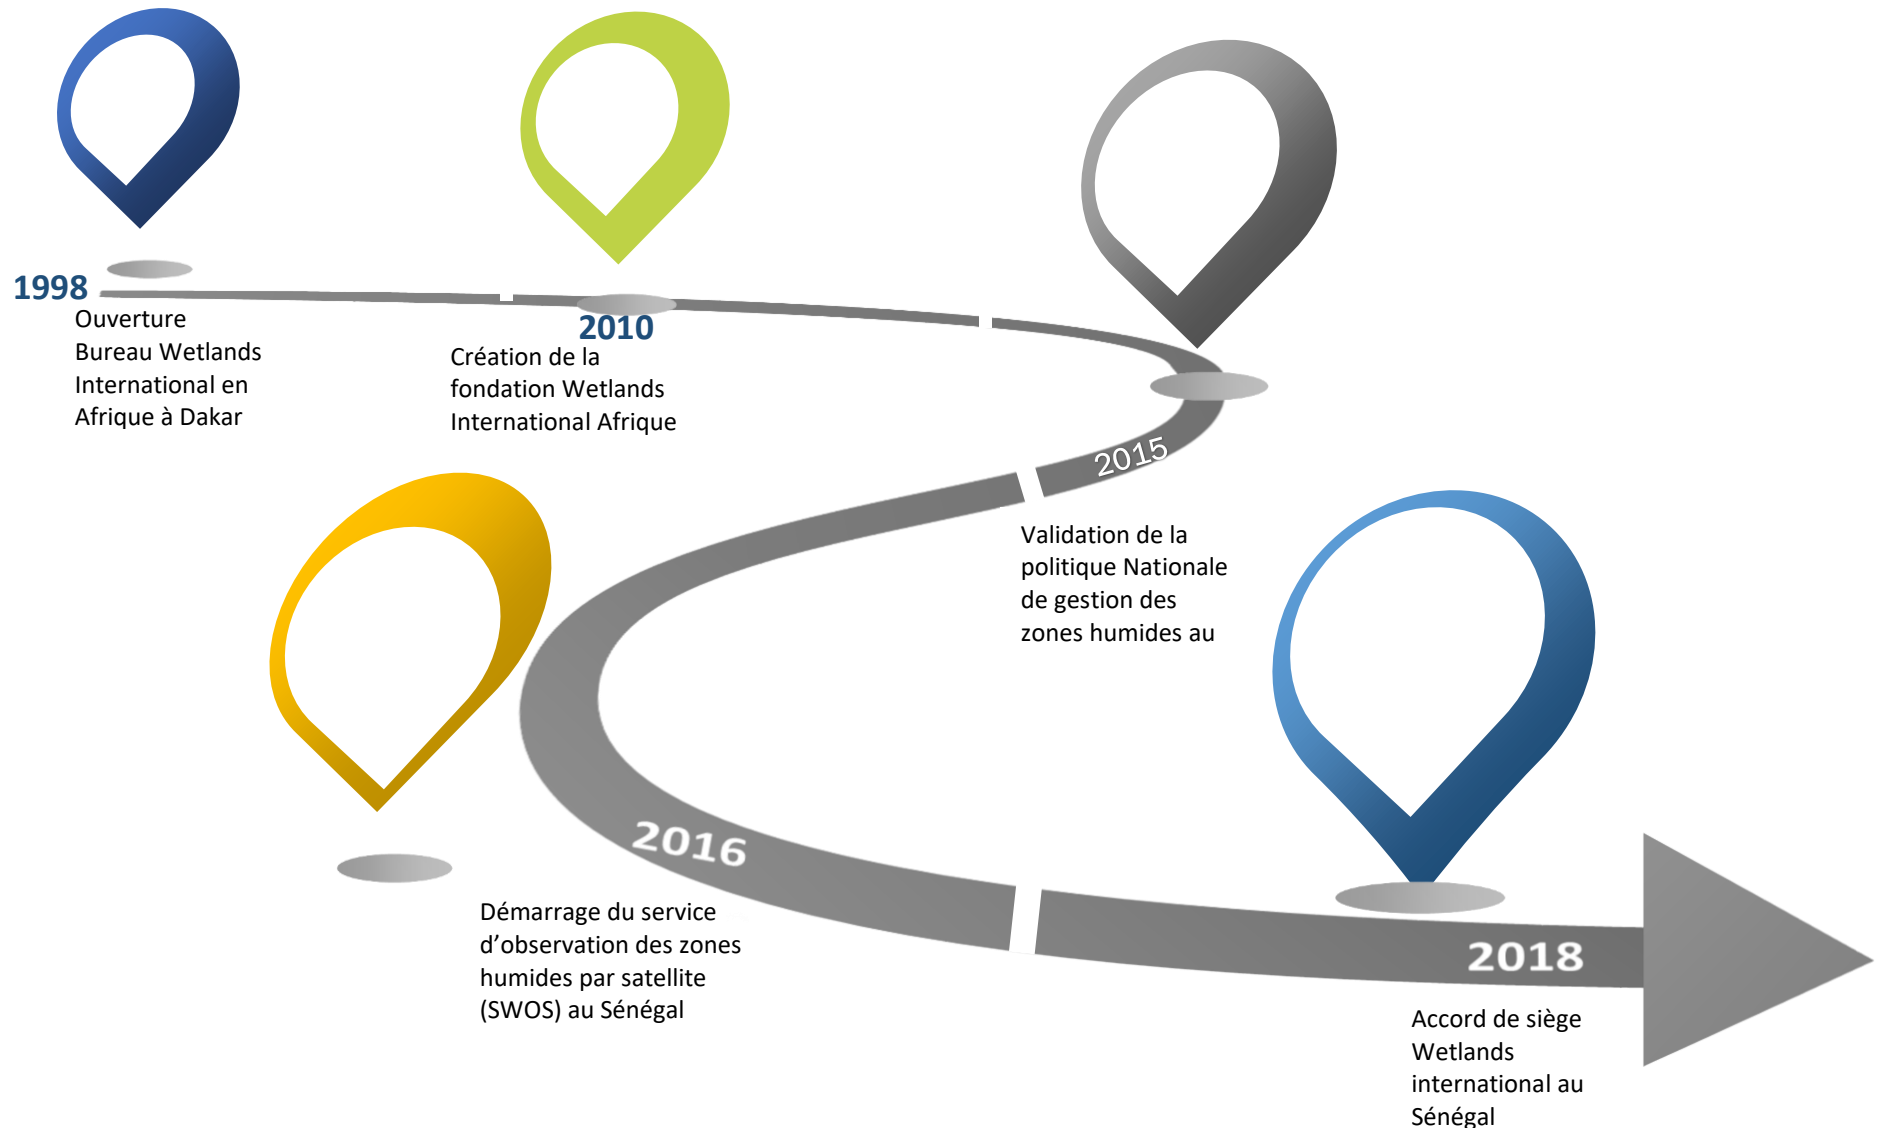 1998
Ouverture
Bureau Wetlands
International en
Afrique à Dakar
2010
Création de la
fondation Wetlands
International Afrique
2015
Validation de la
politique Nationale
de gestion des
zones humides au
2016
Démarrage du service
d’observation des zones
humides par satellite
(SWOS) au Sénégal
2018
Accord de siège
Wetlands
international au
Sénégal